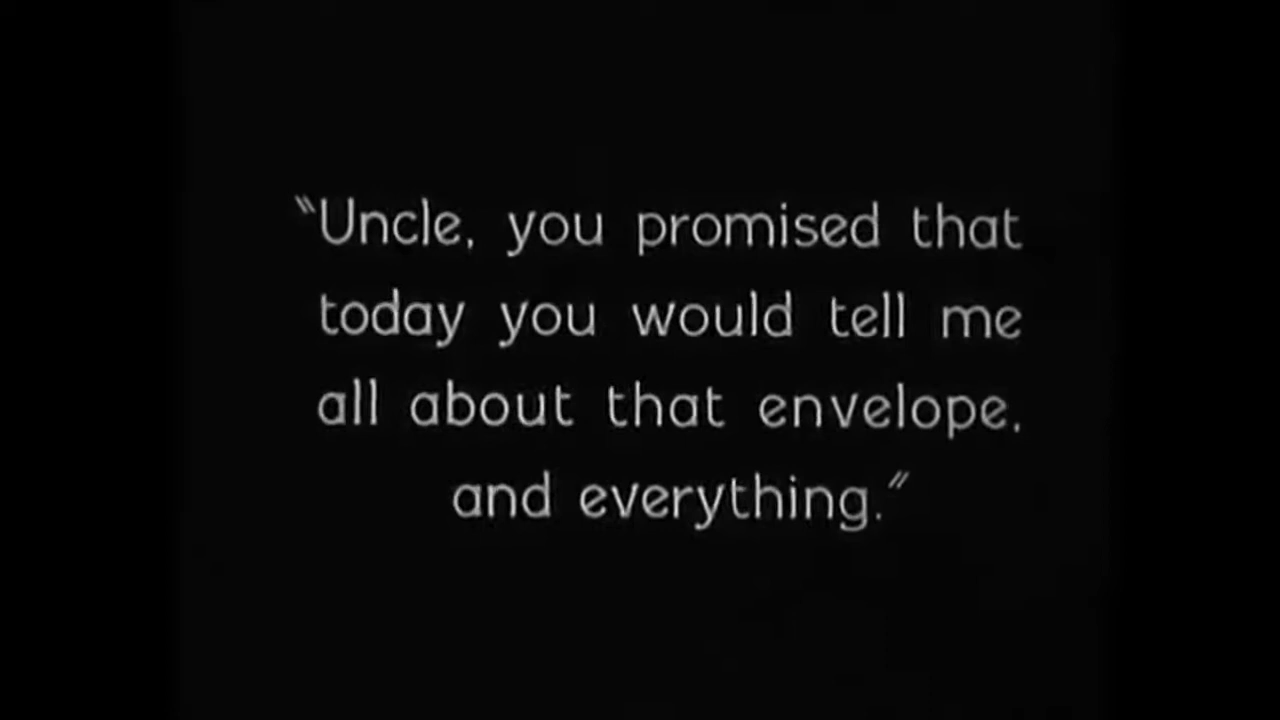 "Uncle, you promised that
today you would tell me
all about that envelope,
and everything."